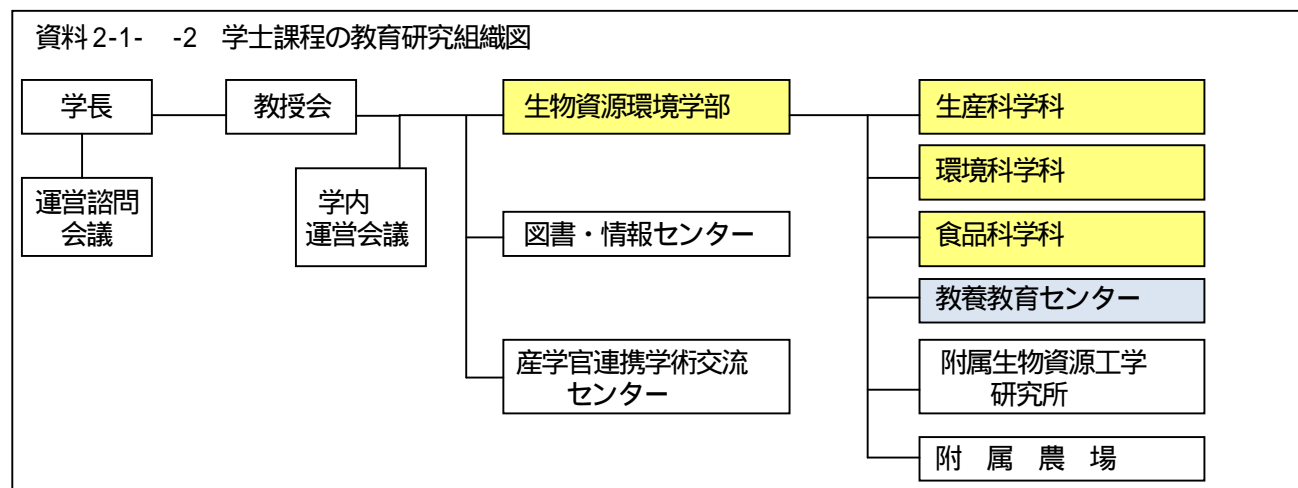 資料2-1- -2 学士課程の教育研究組織図
学長
教授会
生物資源環境学部
生産科学科
環境科学科
運営諮問
会議
学内
運営会議
図書・情報センター
食品科学科
教養教育センター
産学官連携学術交流
センター
附属生物資源工学
研究所
附 属 農 場